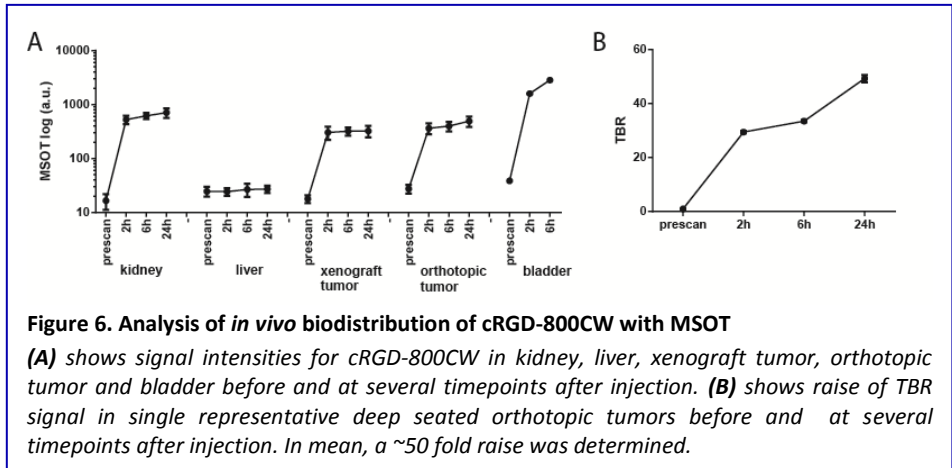 A
B
MSOT log (a.u.)
10000
1000
100
10
prescan
2h
6h
24h
prescan
2h
6h
24h
prescan
2h
6h
24h
prescan
2h
6h
24h
prescan
2h
6h
kidney
liver
xenograft
tumor
orthotopic
tumor
bladder
TBR
60
40
20
0
prescan
2h
6h
24h
Figure 6. Analysis of in vivo biodistribution of cRGD-800CW with MSOT
(A) shows signal intensities for cRGD-800CW in kidney, liver, xenograft tumor, orthotopic
tumor and bladder before and at several timepoints after injection. (B) shows raise of TBR
signal in single representative deep seated orthotopic tumors before and at several
timepoints after injection. In mean, a ~50 fold raise was determined.